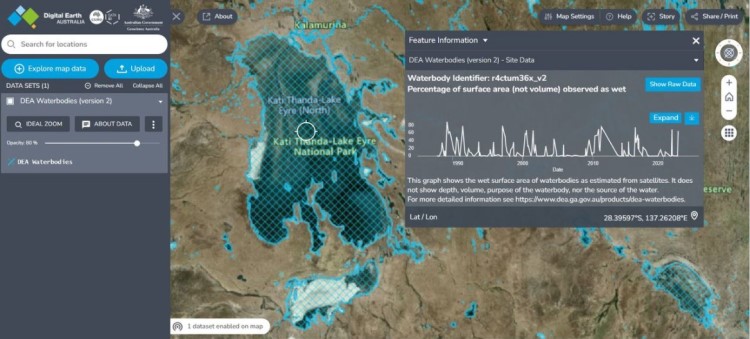 Digital Earth
AUSTRALIA
Australian Government
Geoscience Australia
Search for locations
Explore map data
Upload
DATA SETS (1)
Remove All
Collapse All
DEA Waterbodies (version 2)
IDEAL ZOOM
ABOUT DATA
Opacity: 80 %
DEA Waterbodies
About
Map Settings
Help
Story
Share / Print
Kalamurina
Kati Thanda-Lake
Eyre (North)
Kati Thanda-Lake Eyre
National Park
eserve
Feature Information
DEA Waterbodies (version 2) - Site Data
Waterbody Identifier: r4ctum36x_v2
Percentage of surface area (not volume) observed as wet
Show Raw Data
Expand
80
60
40
20
0
1990
2000
2010
2020
Date
This graph shows the wet surface area of waterbodies as estimated from satellites. It does
not show depth, volume, purpose of the waterbody, nor the source of the water.
For more detailed information see https://www.dea.ga.gov.au/products/dea-waterbodies.
Lat / Lon
28.39597°S, 137.26208°E
1 dataset enabled on map